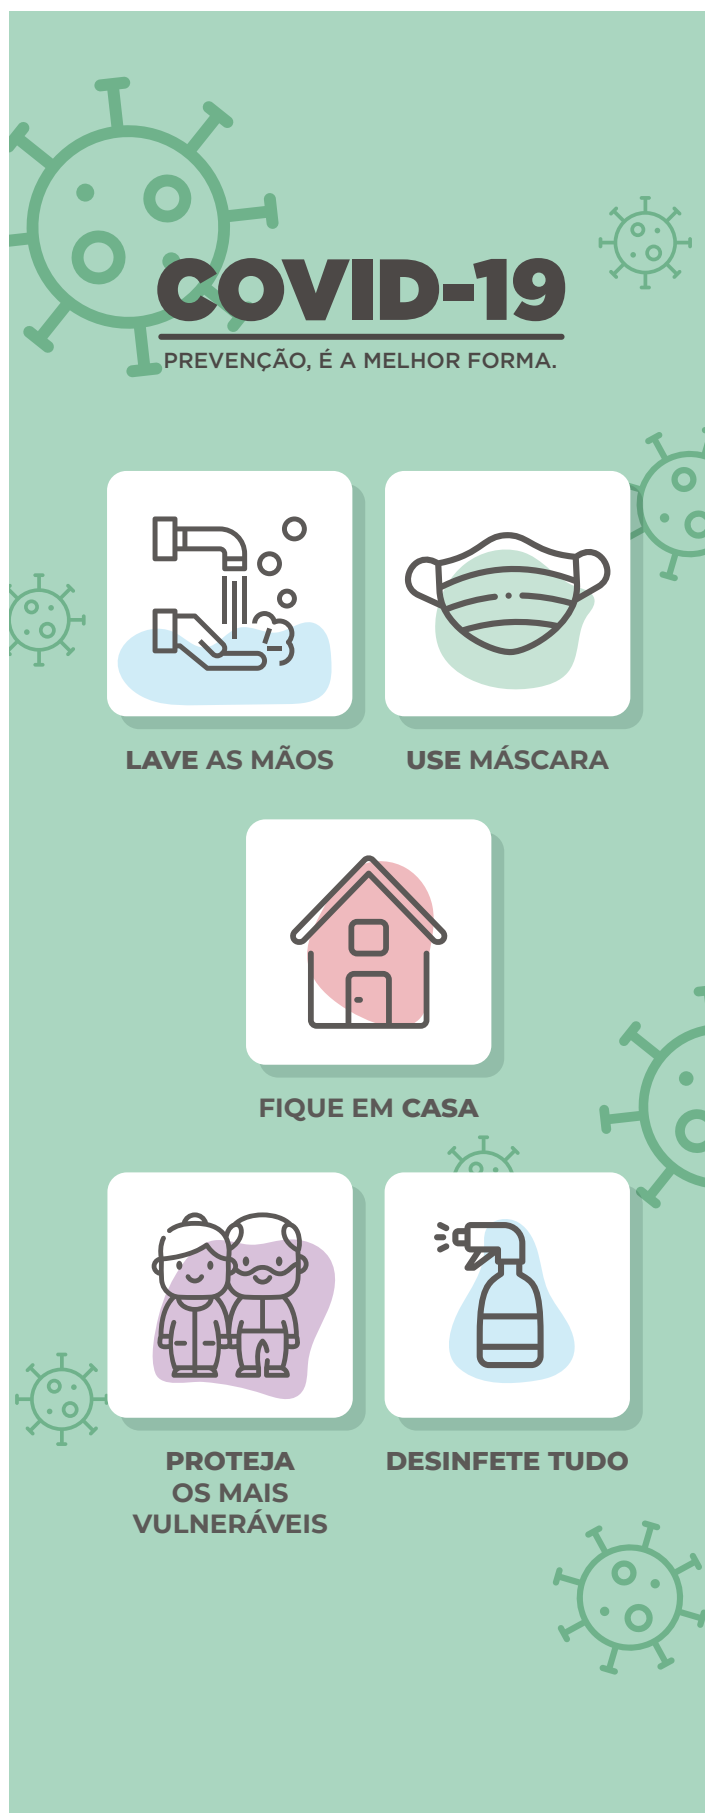 COVID-19
PREVENÇÃO, É A MELHOR FORMA.
LAVE AS MÃOS
USE MÁSCARA
FIQUE EM CASA
PROTEJA
OS MAIS
VULNERÁVEIS
DESINFETE TUDO